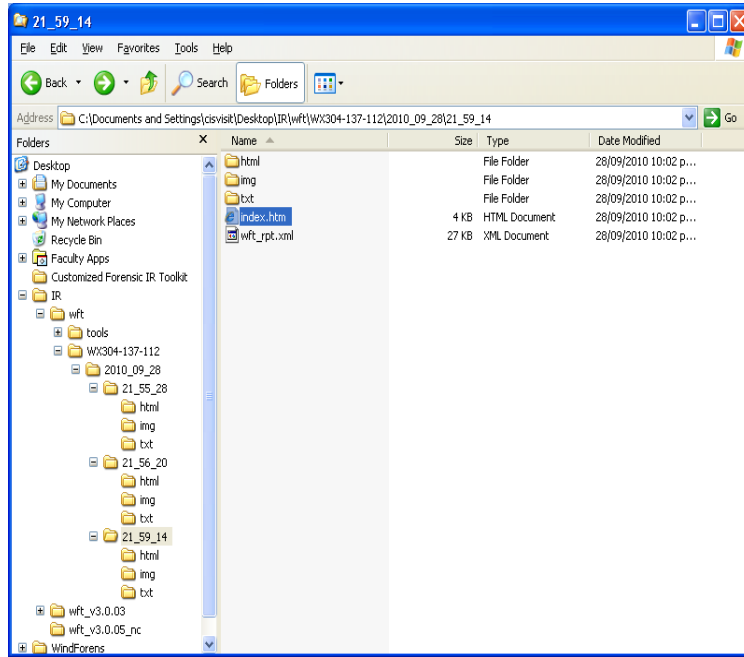 21_59_14
File Edit View Favorites Tools Help
Back Search Folders
Address C:\Documents and Settings\cisvisit\Desktop\IR\wft\WX304-137-112\2010_09_28\21_59_14 Go
Folders X Name Size Type Date Modified
Desktop
My Documents
My Computer
My Network Places
Recycle Bin
Faculty Apps
Customized Forensic IR Toolkit
IR
wft
tools
WX304-137-112
2010_09_28
21_55_28
html
img
txt
21_56_20
html
img
txt
21_59_14
html
img
txt
wft_v3.0.03
wft_v3.0.05_nc
WindForens
html File Folder 28/09/2010 10:02 p...
img File Folder 28/09/2010 10:02 p...
txt File Folder 28/09/2010 10:02 p...
index.htm 4 KB HTML Document 28/09/2010 10:02 p...
wft_rpt.xml 27 KB XML Document 28/09/2010 10:02 p...